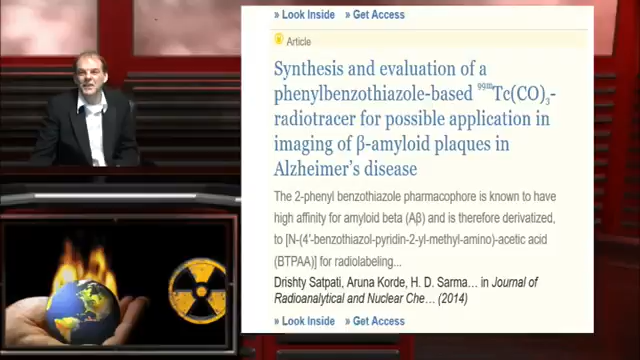 » Look Inside » Get Access
Article
Synthesis and evaluation of a
phenylbenzothiazole-based ⁹⁹ᵐTc(CO)₃-
radiotracer for possible application in
imaging of β-amyloid plaques in
Alzheimer's disease
The 2-phenyl benzothiazole pharmacophore is known to have
high affinity for amyloid beta (Aβ) and is therefore derivatized,
to [N-(4′-benzothiazol-pyridin-2-yl-methyl-amino)-acetic acid
(BTPAA)] for radiolabeling...
Drishty Satpati, Aruna Korde, H. D. Sarma… in Journal of
Radioanalytical and Nuclear Che… (2014)
» Look Inside » Get Access